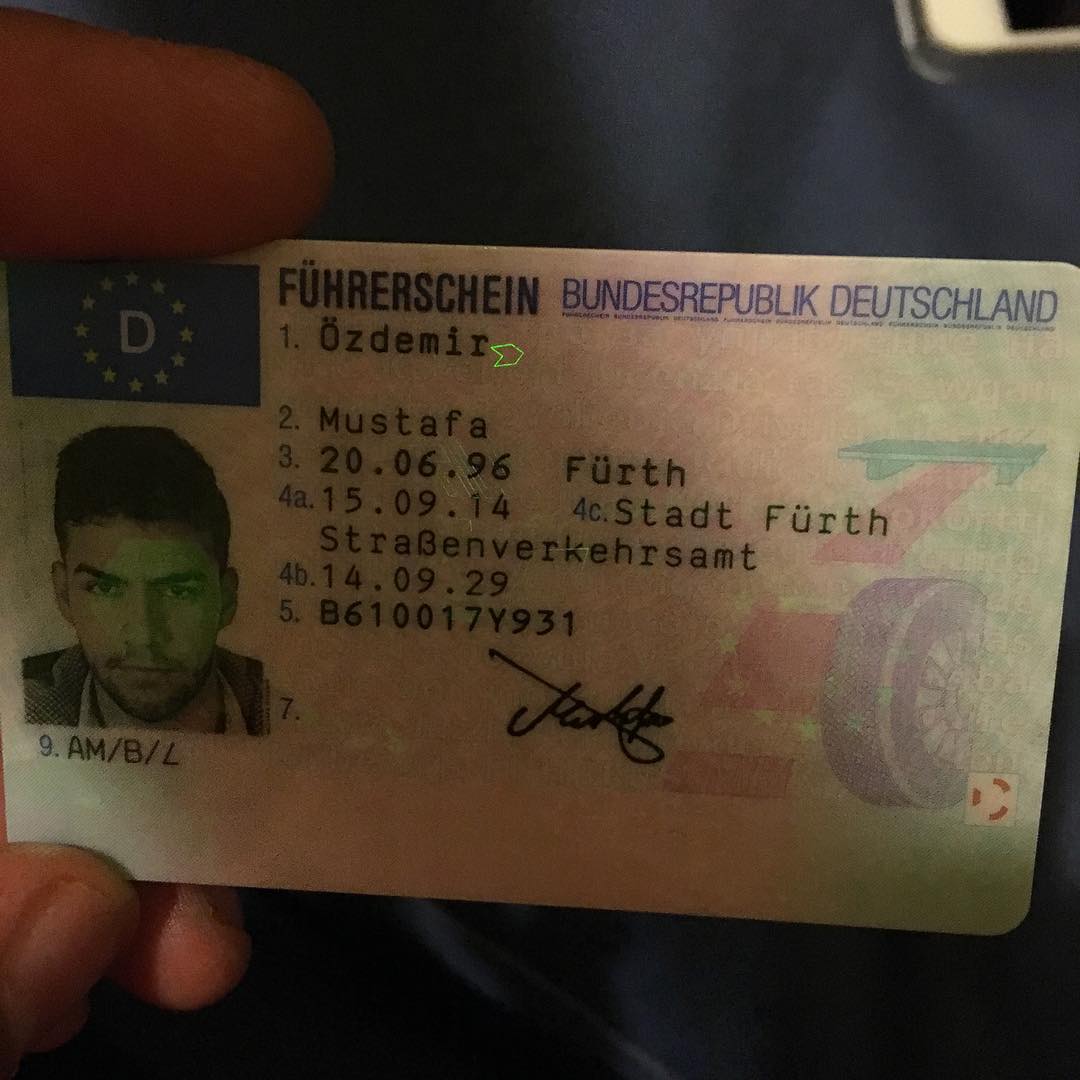 D
FÜHRERSCHEIN BUNDESREPUBLIK DEUTSCHLAND
1. Özdemir
2. Mustafa
3. 20.06.96 Fürth
4a. 15.09.14 4c. Stadt Fürth
Straßenverkehrsamt
4b. 14.09.29
5. B610017Y931
7.
9. AM/B/L